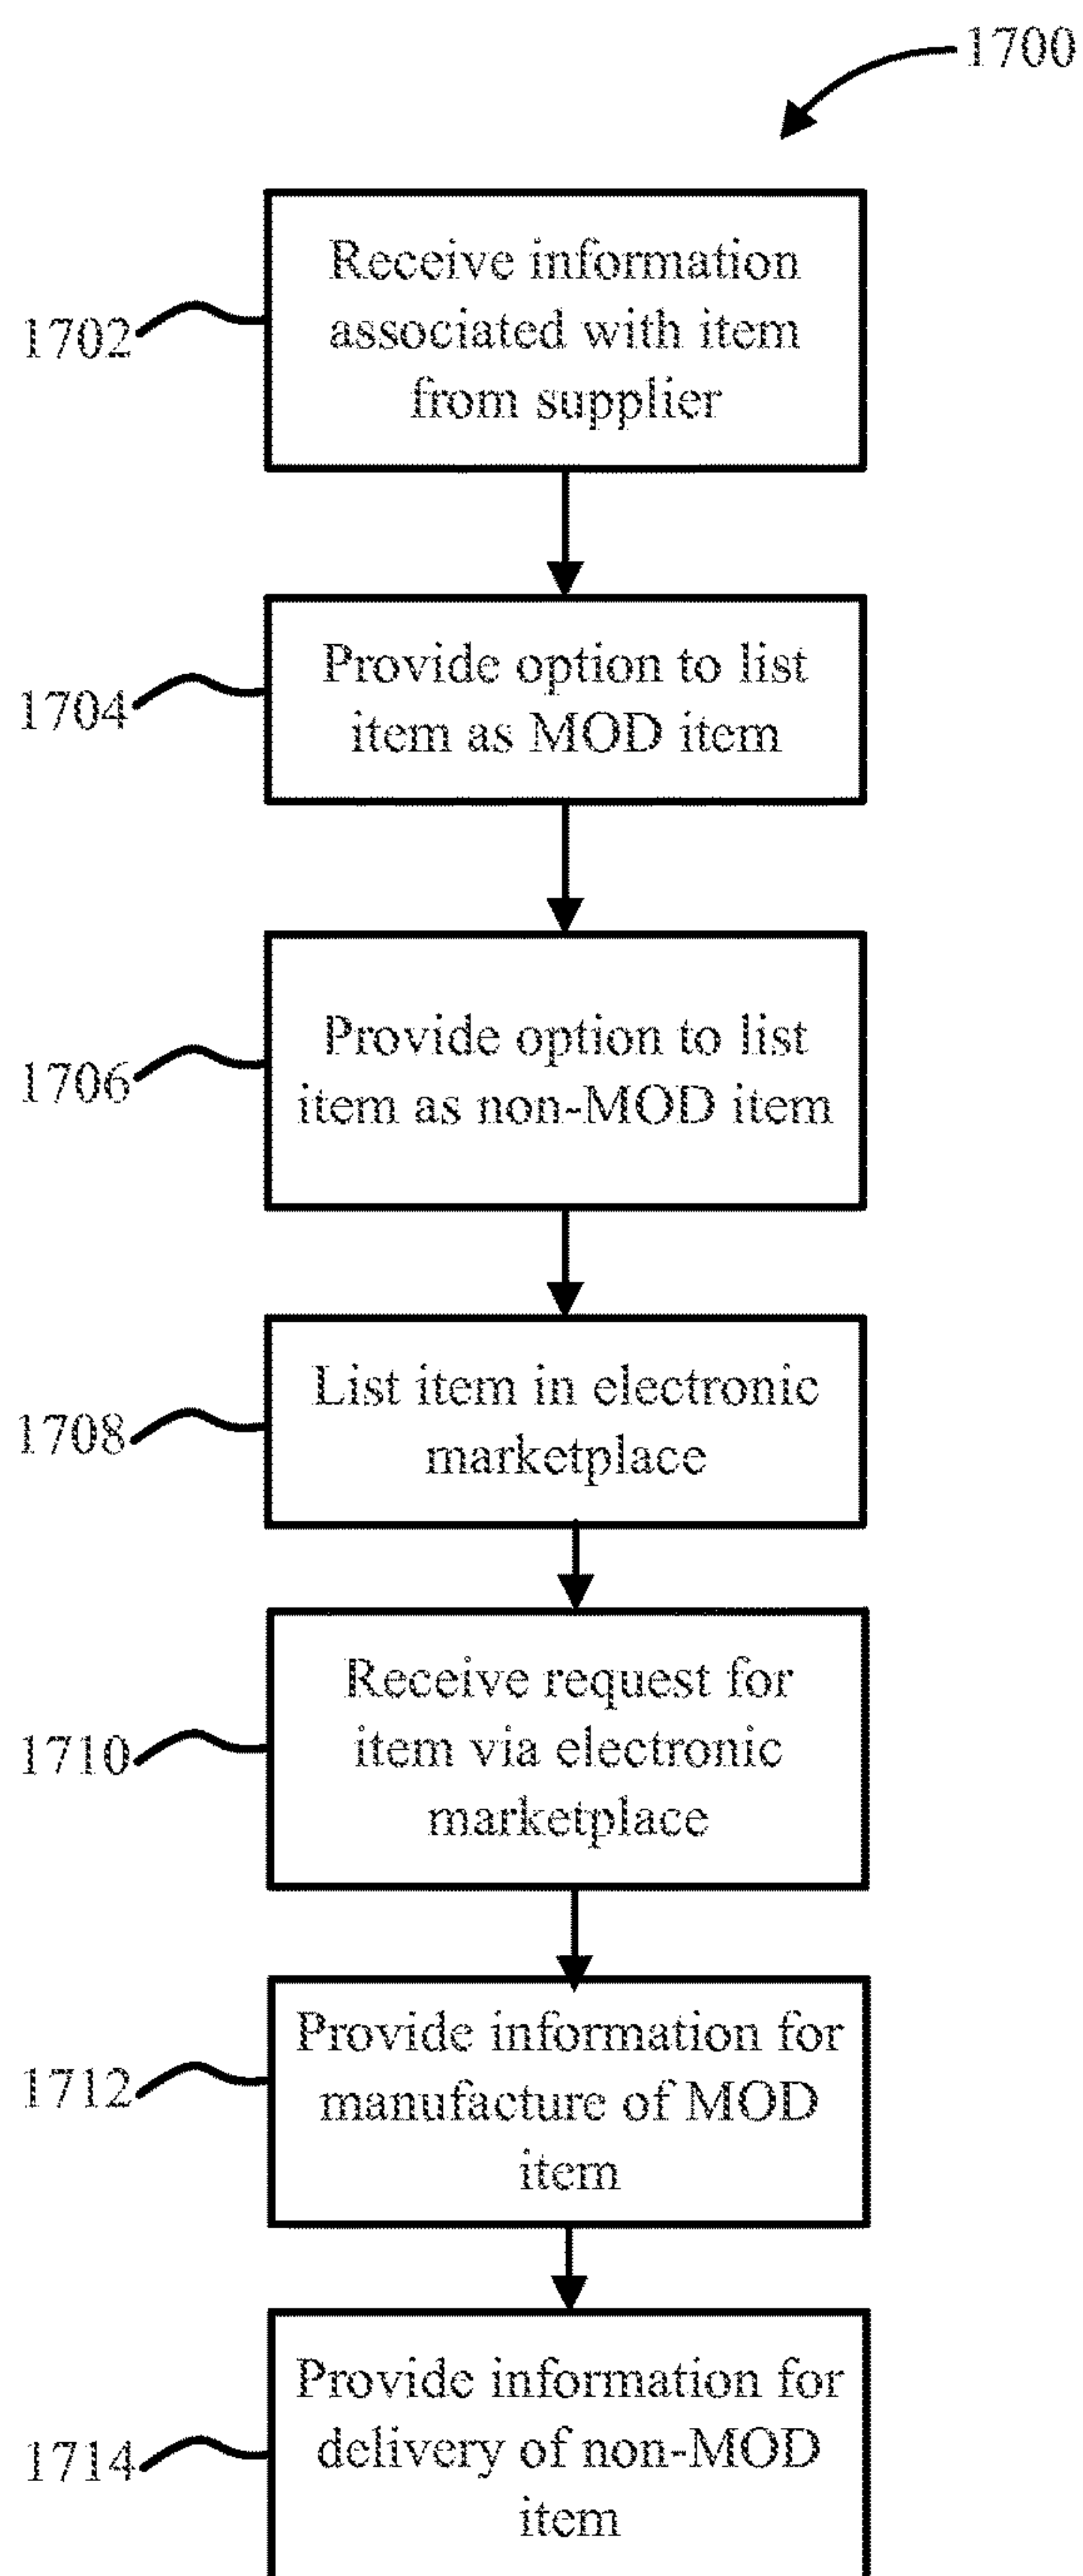 1700
Receive information
associated with item
from supplier
1702
Provide option to list
item as MOD item
1704
Provide option to list
item as non-MOD item
1706
List item in electronic
marketplace
1708
Receive request for
item via electronic
marketplace
1710
Provide information for
manufacture of MOD
item
1712
Provide information for
delivery of non-MOD
item
1714